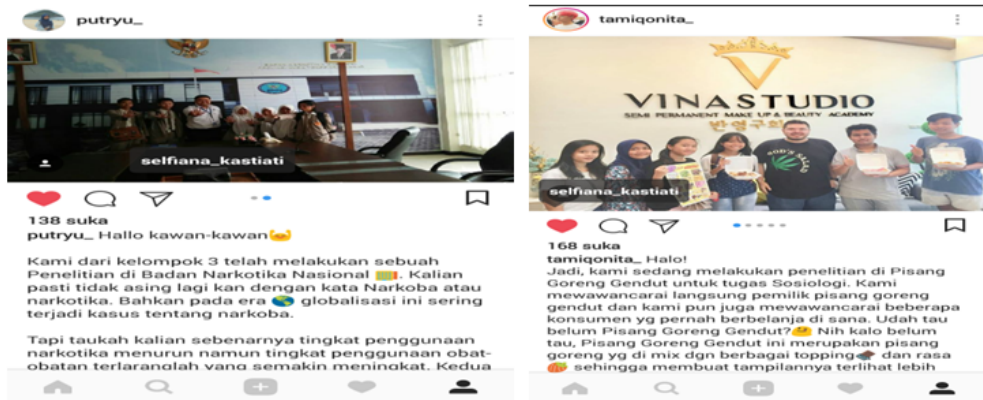 putryu_
selfiana_kastiati
138 suka
putryu_ Hallo kawan-kawan
Kami dari kelompok 3 telah melakukan sebuah
Penelitian di Badan Narkotika Nasional. Kalian
pasti tidak asing lagi kan dengan kata Narkoba atau
narkotika. Bahkan pada era globalisasi ini sering
terjadi kasus tentang narkoba.
Tapi taukah kalian sebenarnya tingkat penggunaan
narkotika menurun namun tingkat penggunaan obat-
obatan terlaranglah yang semakin meningkat. Kedua
tamiqonita_
VINASTUDIO
SEMI PERMANENT MAKE UP & BEAUTY ACADEMY
반영구화
GOD'S
selfiana_kastiati
168 suka
tamiqonita_ Halo!
Jadi, kami sedang melakukan penelitian di Pisang
Goreng Gendut untuk tugas Sosiologi. Kami
mewawancarai langsung pemilik pisang goreng
gendut dan kami pun juga mewawancarai beberapa
konsumen yg pernah berbelanja di sana. Udah tau
belum Pisang Goreng Gendut? Nih kalo belum
tau, Pisang Goreng Gendut ini merupakan pisang
goreng yg di mix dgn berbagai topping dan rasa
sehingga membuat tampilannya terlihat lebih